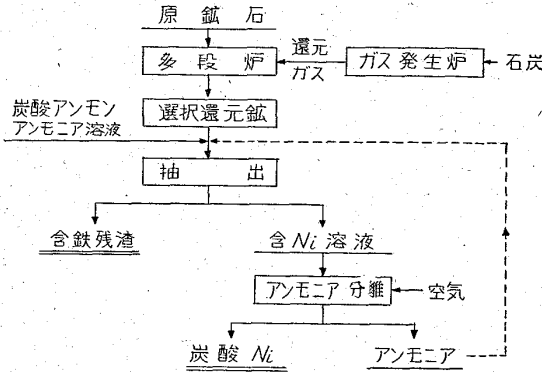 原鉱石
多段炉
還元
ガス
ガス発生炉
石炭
炭酸アンモン
アンモニア溶液
選択還元鉱
抽出
含鉄残渣
含Ni溶液
アンモニア分離
空気
炭酸Ni
アンモニア